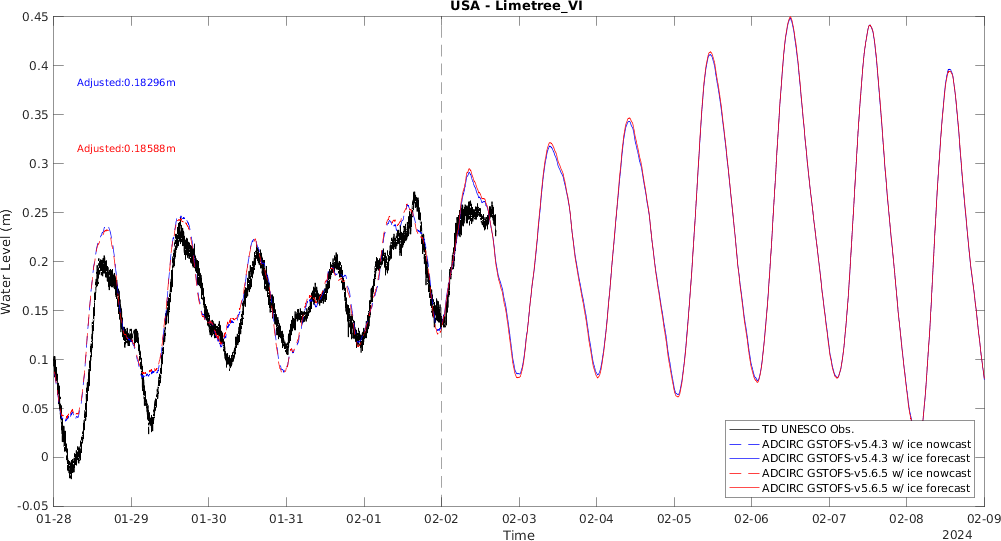 USA - Limetree_VI
0.45
0.4
0.35
0.3
0.25
0.2
0.15
0.1
0.05
0
-0.05
Water Level (m)
Adjusted:0.18296m
Adjusted:0.18588m
TD UNESCO Obs.
ADCIRC GSTOFS-v5.4.3 w/ ice nowcast
ADCIRC GSTOFS-v5.4.3 w/ ice forecast
ADCIRC GSTOFS-v5.6.5 w/ ice nowcast
ADCIRC GSTOFS-v5.6.5 w/ ice forecast
01-28 01-29 01-30 01-31 02-01 02-02 02-03 02-04 02-05 02-06 02-07 02-08 02-09
Time
2024